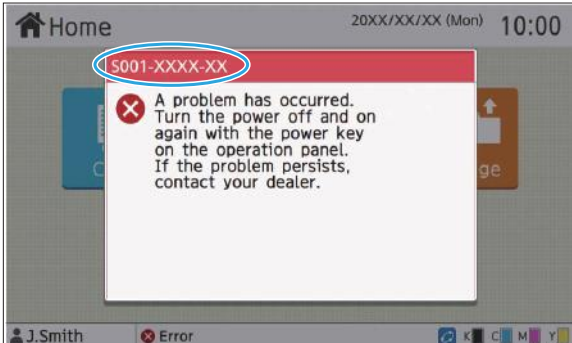 Home
20XX/XX/XX (Mon) 10:00
S001-XXXX-XX
A problem has occurred.
Turn the power off and on
again with the power key
on the operation panel.
If the problem persists,
contact your dealer.
C
ge
J.Smith
Error
K C M Y